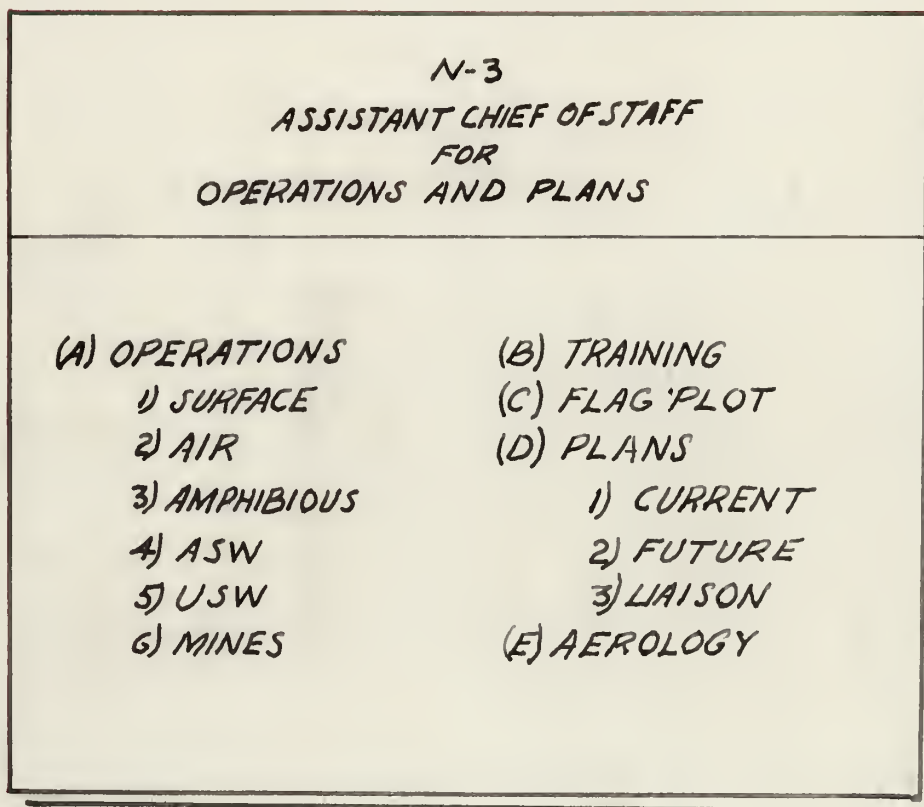 N-3
ASSISTANT CHIEF OF STAFF
FOR
OPERATIONS AND PLANS
(A) OPERATIONS
1) SURFACE
2) AIR
3) AMPHIBIOUS
4) ASW
5) USW
6) MINES
(B) TRAINING
(C) FLAG PLOT
(D) PLANS
1) CURRENT
2) FUTURE
3) LIAISON
(E) AEROLOGY